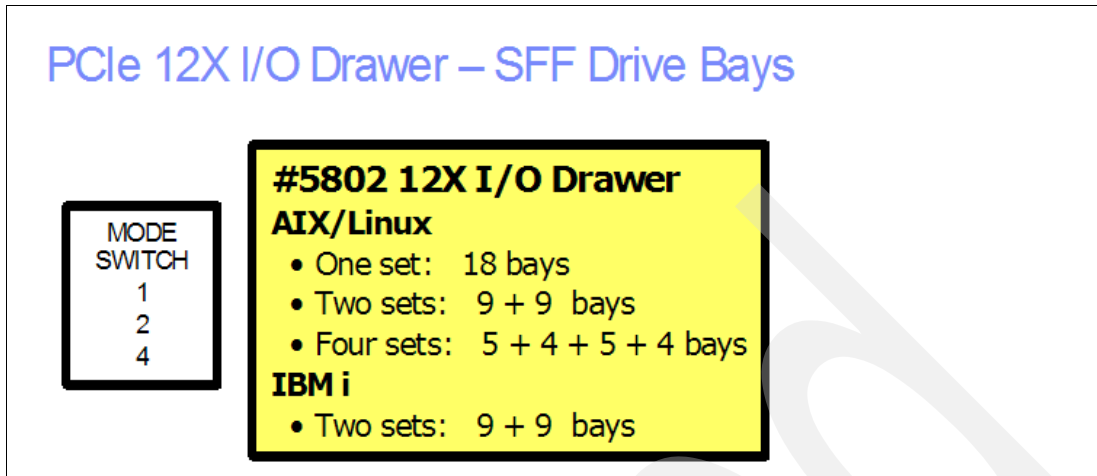 PCIe 12X I/O Drawer – SFF Drive Bays
MODE
SWITCH
1
2
4
#5802 12X I/O Drawer
AIX/Linux
• One set: 18 bays
• Two sets: 9 + 9 bays
• Four sets: 5 + 4 + 5 + 4 bays
IBM i
• Two sets: 9 + 9 bays